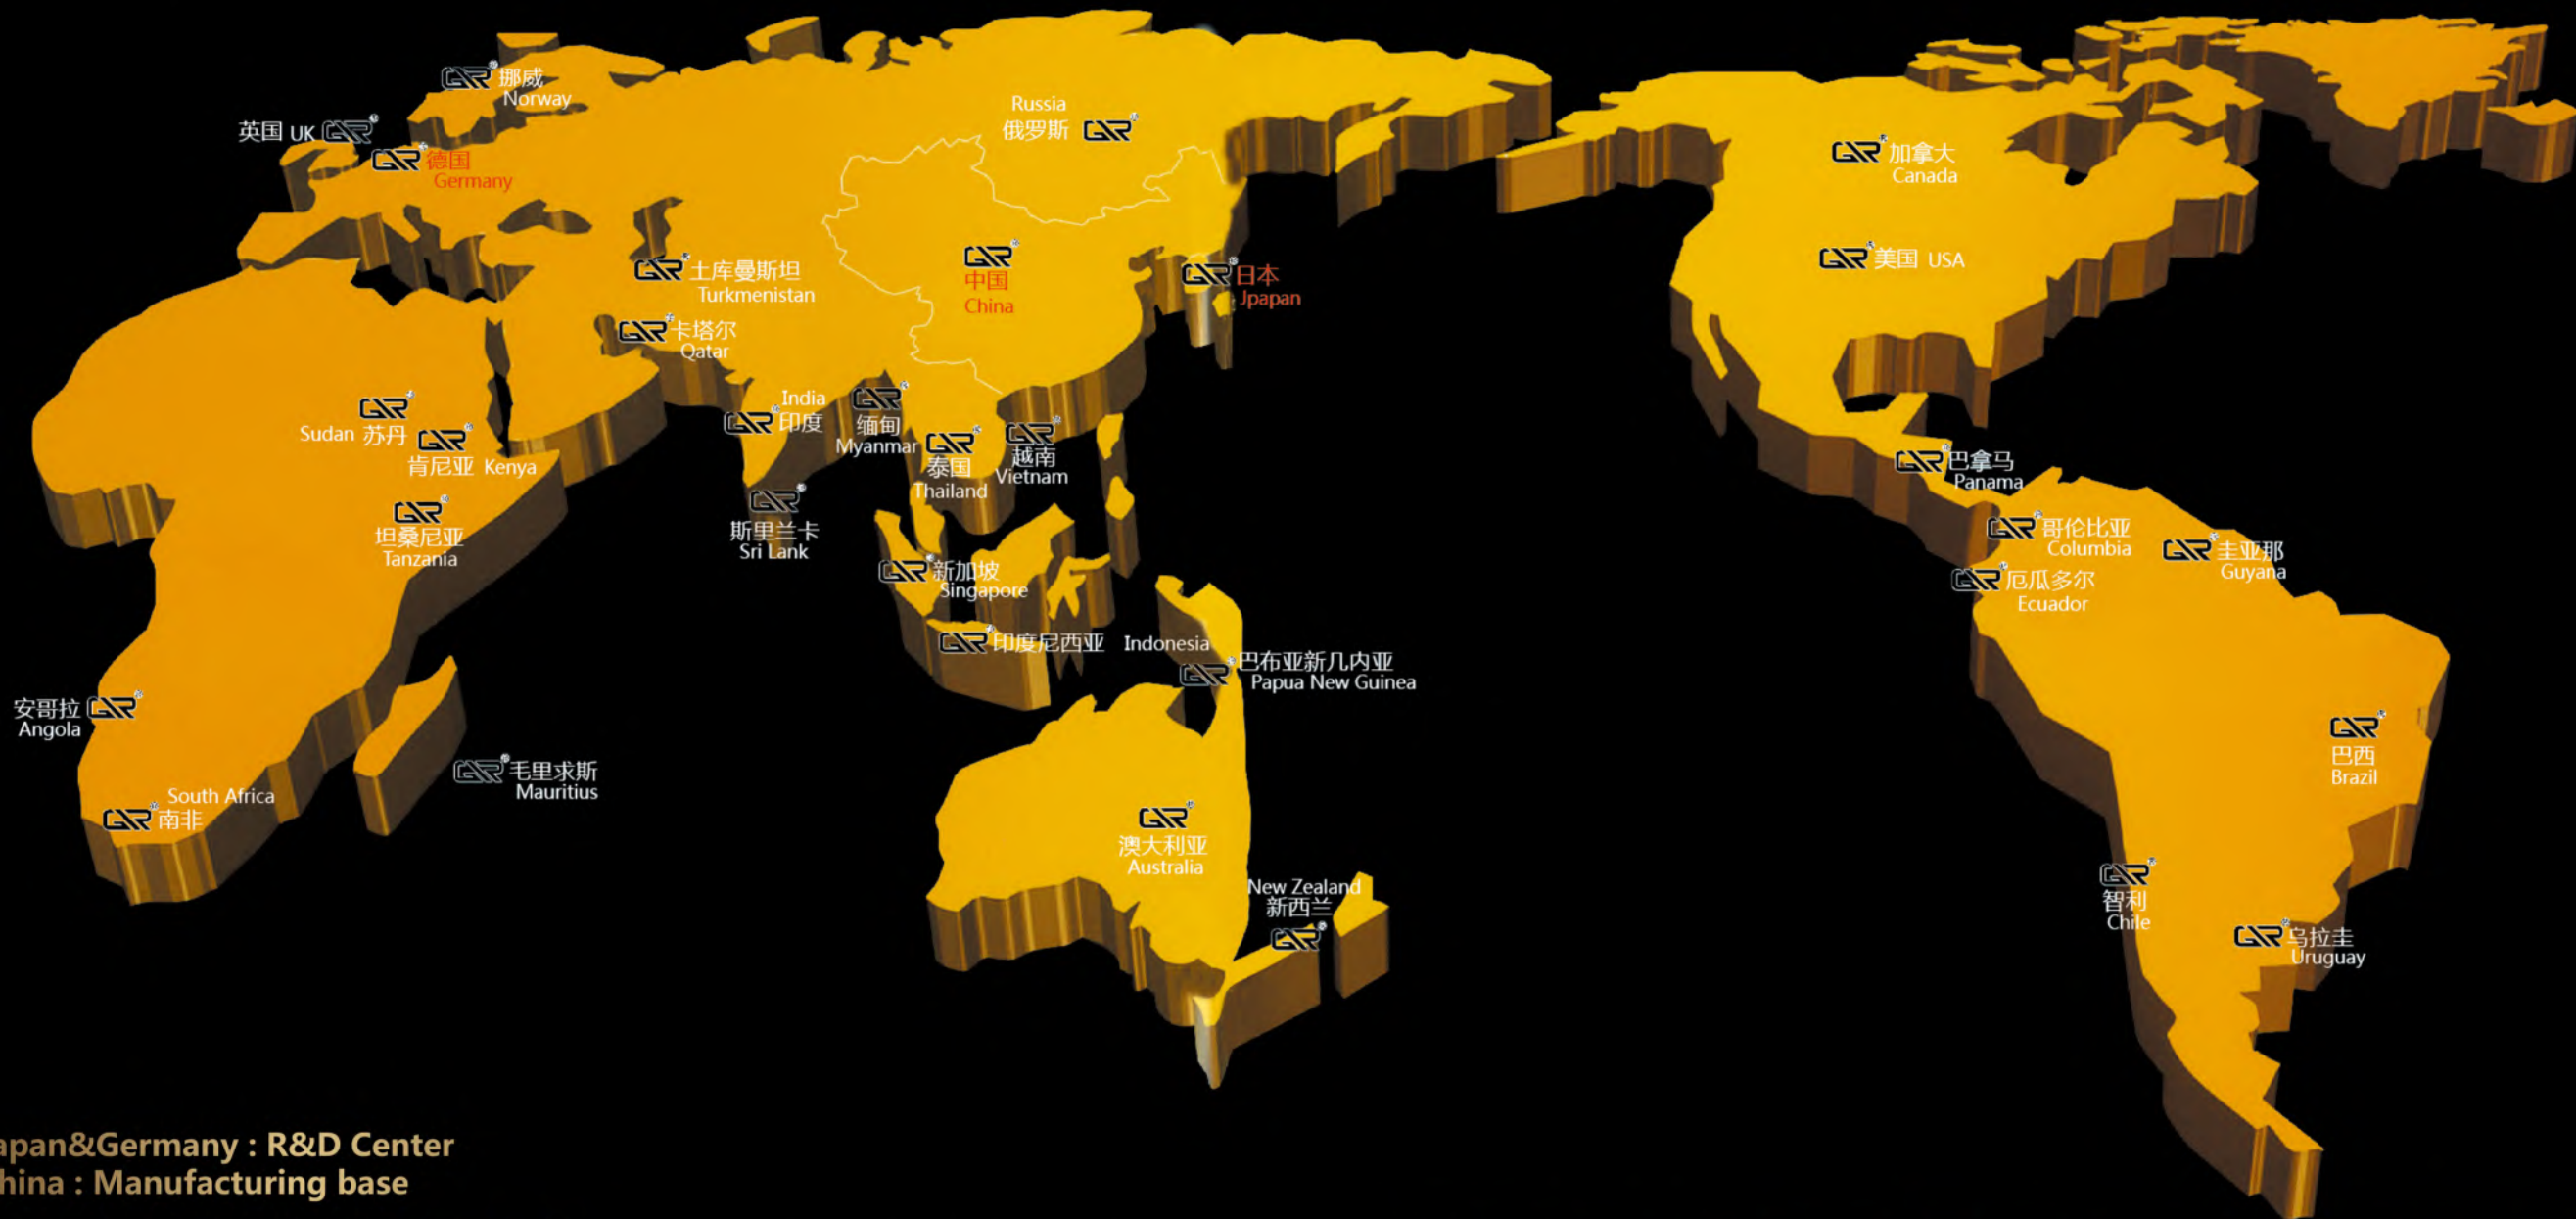 挪威
Norway
英国 UK
德国
Germany
Russia
俄罗斯
加拿大
Canada
中国
China
日本
Jpapan
美国 USA
土库曼斯坦
Turkmenistan
卡塔尔
Qatar
India
印度
缅甸
Myanmar
泰国
Thailand
越南
Vietnam
Sudan 苏丹
肯尼亚 Kenya
坦桑尼亚
Tanzania
斯里兰卡
Sri Lank
巴拿马
Panama
哥伦比亚
Columbia
圭亚那
Guyana
厄瓜多尔
Ecuador
新加坡
Singapore
印度尼西亚 Indonesia
巴布亚新几内亚
Papua New Guinea
安哥拉
Angola
毛里求斯
Mauritius
South Africa
南非
澳大利亚
Australia
New Zealand
新西兰
巴西
Brazil
智利
Chile
乌拉圭
Uruguay
apan&Germany : R&D Center
hina : Manufacturing base